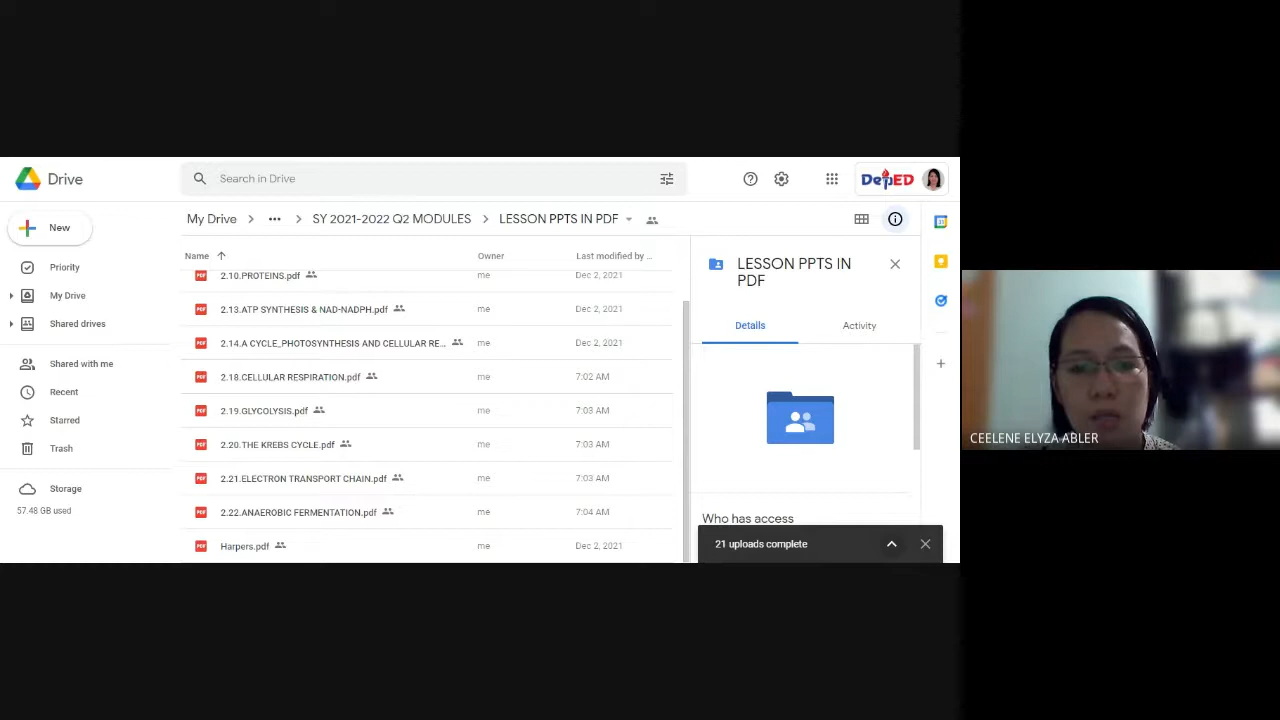 Drive
Search in Drive
DepED
New
My Drive > ••• > SY 2021-2022 Q2 MODULES > LESSON PPTS IN PDF
Priority
My Drive
Shared drives
Shared with me
Recent
Starred
Trash
Storage
57.48 GB used
Name Owner Last modified by ...
2.10.PROTEINS.pdf me Dec 2, 2021
2.13.ATP SYNTHESIS & NAD-NADPH.pdf me Dec 2, 2021
2.14.A CYCLE_PHOTOSYNTHESIS AND CELLULAR RE... me Dec 2, 2021
2.18.CELLULAR RESPIRATION.pdf me 7:02 AM
2.19.GLYCOLYSIS.pdf me 7:03 AM
2.20.THE KREBS CYCLE.pdf me 7:03 AM
2.21.ELECTRON TRANSPORT CHAIN.pdf me 7:03 AM
2.22.ANAEROBIC FERMENTATION.pdf me 7:04 AM
Harpers.pdf me Dec 2, 2021
LESSON PPTS IN
PDF
Details Activity
Who has access
21 uploads complete
CEELENE ELYZA ABLER